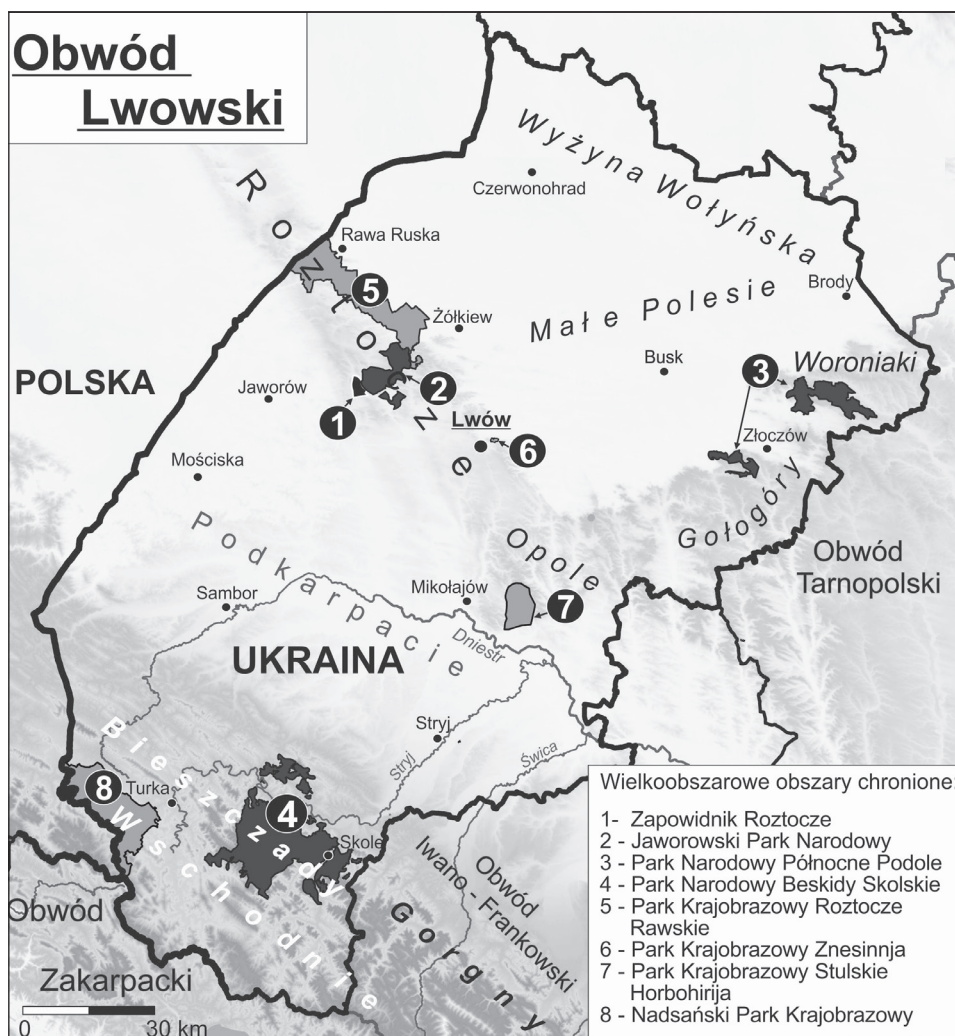 Obwód
Lwowski
Wyżyna Wołyńska
Czerwonohrad
Roztocze
Rawa Ruska
5
Brody
Małe Polesie
Żółkiew
Busk
Woroniaki
3
POLSKA
Jaworów
2
1
Lwów
6
Złoczów
Mościska
Gołogóry
Podkarpacie
Opole
Obwód
Tarnopolski
Sambor
Mikołajów
7
Dniestr
UKRAINA
Stryj
Stryj
Świca
Bieszczady
Wschodnie
8
Turka
4
Skole
Obwód
Zakarpacki
Obwód
Iwano - Frankowski
Gorgny
0 30 km
Wielkoobszarowe obszary chronione:
1- Zapowidnik Roztocze
2 - Jaworowski Park Narodowy
3 - Park Narodowy Północne Podole
4 - Park Narodowy Beskidy Skolskie
5 - Park Krajobrazowy Roztocze
Rawskie
6 - Park Krajobrazowy Znesinnja
7 - Park Krajobrazowy Stulskie
Horbohirija
8 - Nadsański Park Krajobrazowy